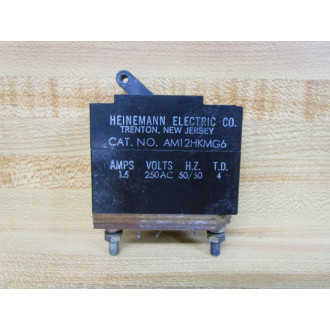 HEINEMANN ELECTRIC CO.
TRENTON, NEW JERSEY
CAT. NO. AM12HKMG6
AMPS VOLTS H.Z. T.D.
1.5 250AC 50/60 4